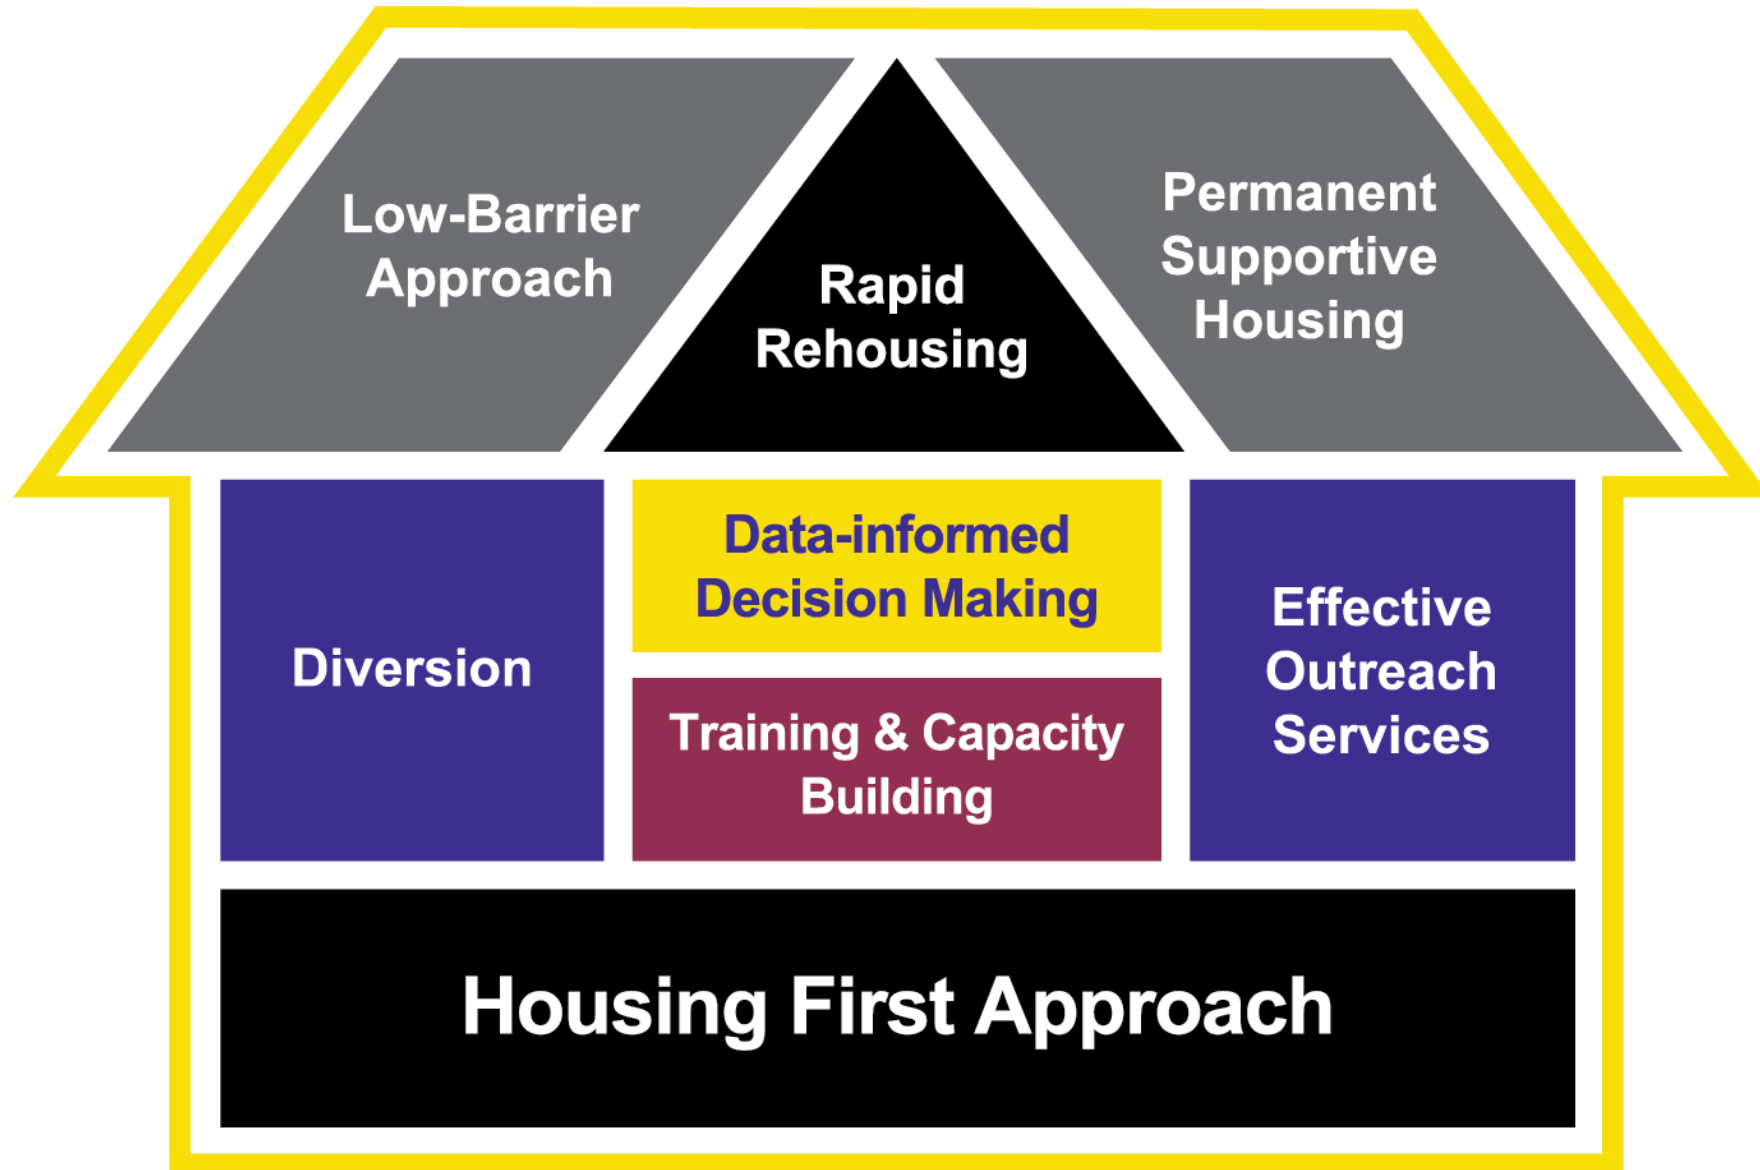 Low-Barrier
Approach
Rapid
Rehousing
Permanent
Supportive
Housing
Diversion
Data-informed
Decision Making
Training & Capacity
Building
Effective
Outreach
Services
Housing First Approach